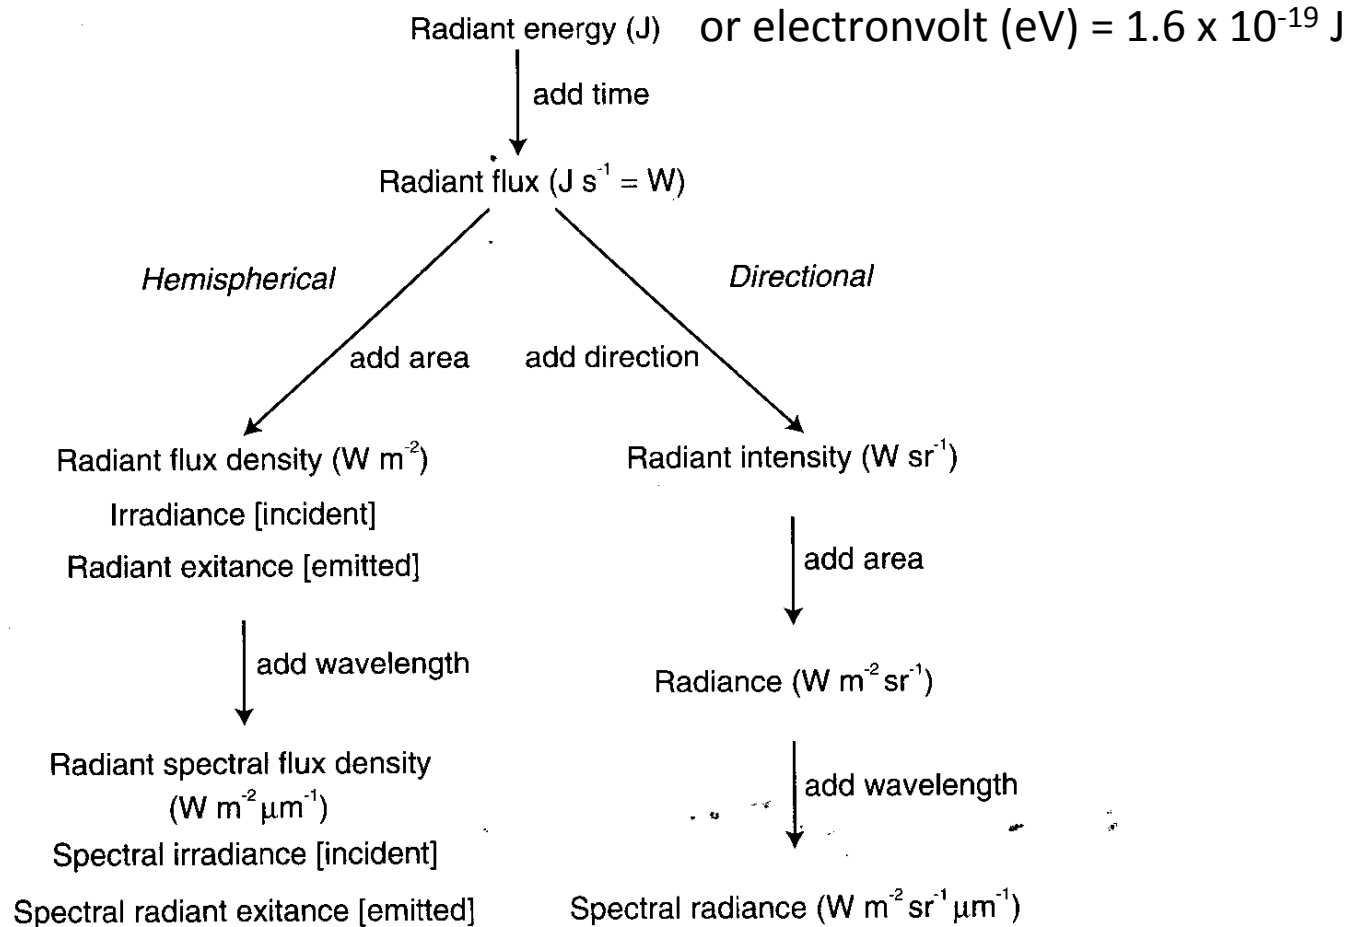 Radiant energy (J) or electronvolt (eV) = 1.6 x 10⁻¹⁹ J
add time
Radiant flux (J s⁻¹ = W)
Hemispherical
Directional
add area
add direction
Radiant flux density (W m⁻²)
Irradiance [incident]
Radiant exitance [emitted]
Radiant intensity (W sr⁻¹)
add area
add wavelength
Radiance (W m⁻² sr⁻¹)
Radiant spectral flux density
(W m⁻² µm⁻¹)
Spectral irradiance [incident]
Spectral radiant exitance [emitted]
add wavelength
Spectral radiance (W m⁻² sr⁻¹ µm⁻¹)